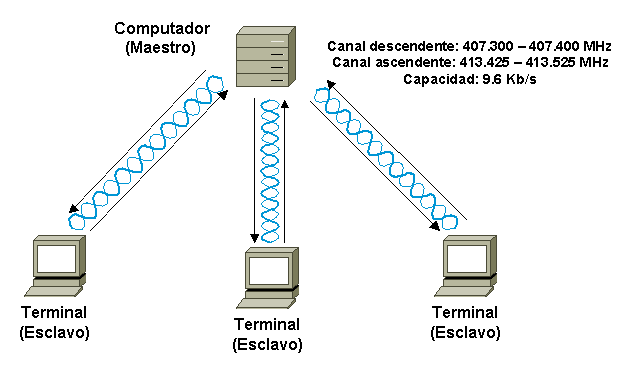 Computador
(Maestro)
Canal descendente: 407.300 – 407.400 MHz
Canal ascendente: 413.425 – 413.525 MHz
Capacidad: 9.6 Kb/s
Terminal
(Esclavo)
Terminal
(Esclavo)
Terminal
(Esclavo)